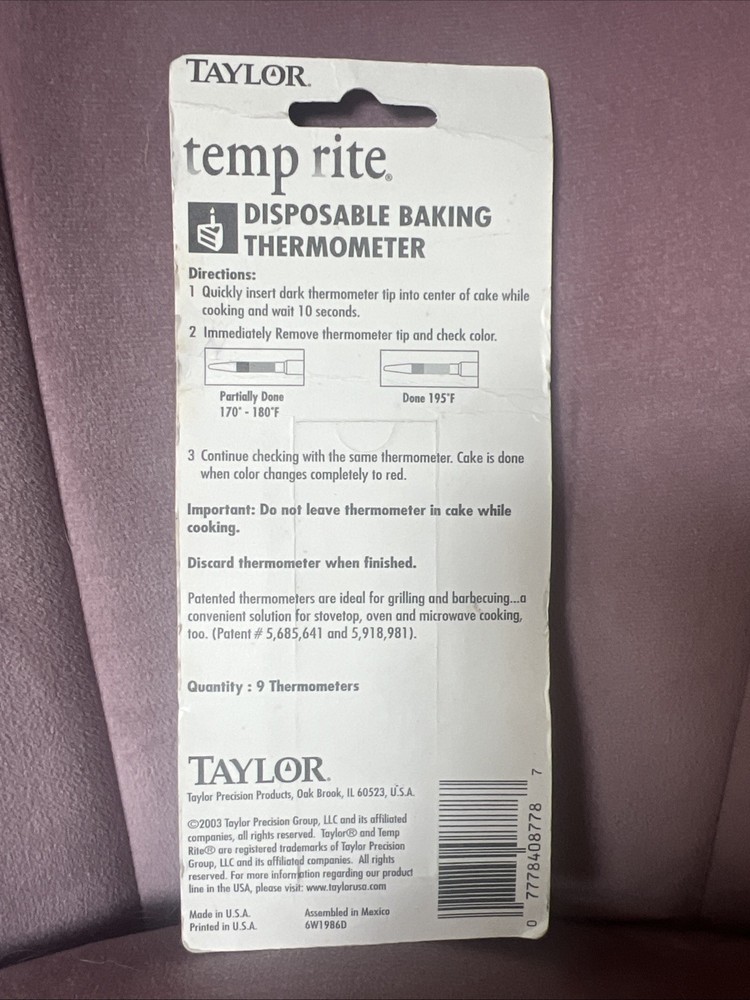 TAYLOR®
temp rite®
DISPOSABLE BAKING
THERMOMETER
Directions:
1 Quickly insert dark thermometer tip into center of cake while
cooking and wait 10 seconds.
2 Immediately Remove thermometer tip and check color.
Partially Done
170° - 180°F
Done 195°F
3 Continue checking with the same thermometer. Cake is done
when color changes completely to red.
Important: Do not leave thermometer in cake while
cooking.
Discard thermometer when finished.
Patented thermometers are ideal for grilling and barbecuing...a
convenient solution for stovetop, oven and microwave cooking,
too. (Patent # 5,685,641 and 5,918,981).
Quantity : 9 Thermometers
TAYLOR®
Taylor Precision Products, Oak Brook, IL 60523, U.S.A.
©2003 Taylor Precision Group, LLC and its affiliated
companies, all rights reserved. Taylor® and Temp
Rite® are registered trademarks of Taylor Precision
Group, LLC and its affiliated companies. All rights
reserved. For more information regarding our product
line in the USA, please visit: www.taylorusa.com
Made in U.S.A.
Printed in U.S.A.
Assembled in Mexico
6W1986D
0 7778408778 7